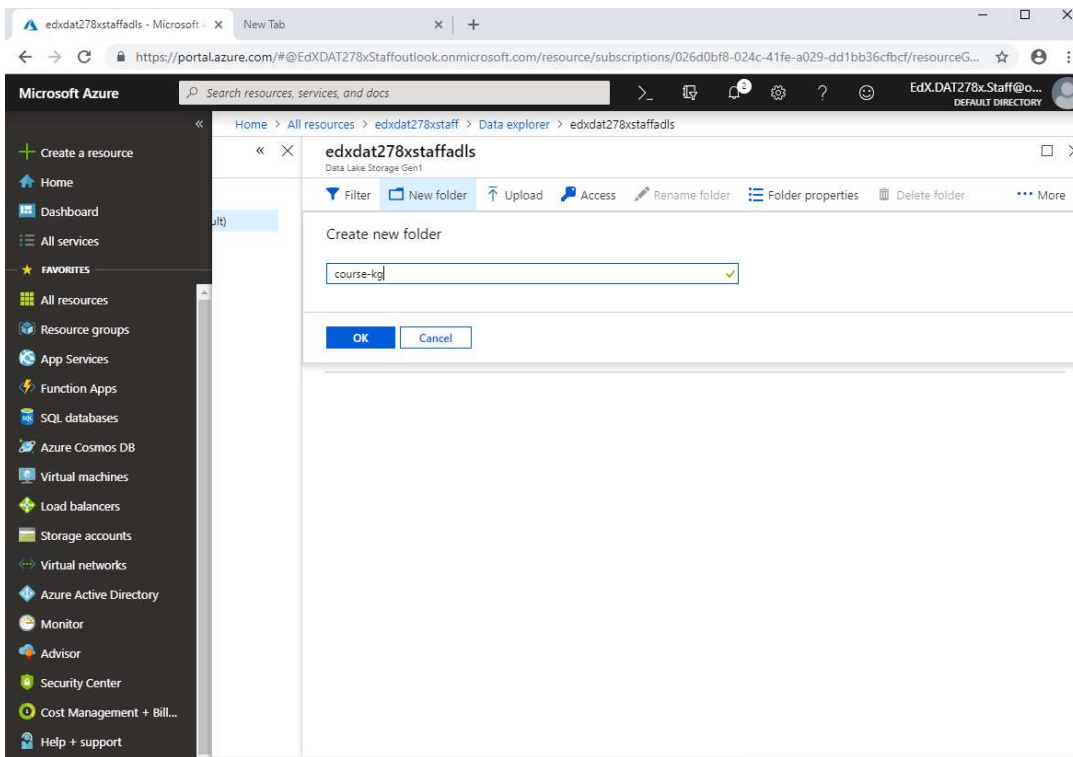 edxdat278xstaffadls - Microsoft A
New Tab
https://portal.azure.com/#@EdXDAT278xStaffoutlook.onmicrosoft.com/resource/subscriptions/026d0bf8-024c-41fe-a029-dd1bb36cfbcf/resourceG...
Microsoft Azure
Search resources, services, and docs
2
EdX.DAT278x.Staff@o...
DEFAULT DIRECTORY
Home > All resources > edxdat278xstaff > Data explorer > edxdat278xstaffadls
Create a resource
Home
Dashboard
All services
FAVORITES
All resources
Resource groups
App Services
Function Apps
SQL databases
Azure Cosmos DB
Virtual machines
Load balancers
Storage accounts
Virtual networks
Azure Active Directory
Monitor
Advisor
Security Center
Cost Management + Bill...
Help + support
ult)
edxdat278xstaffadls
Data Lake Storage Gen1
Filter New folder Upload Access Rename folder Folder properties Delete folder ••• More
Create new folder
course-kg
OK Cancel